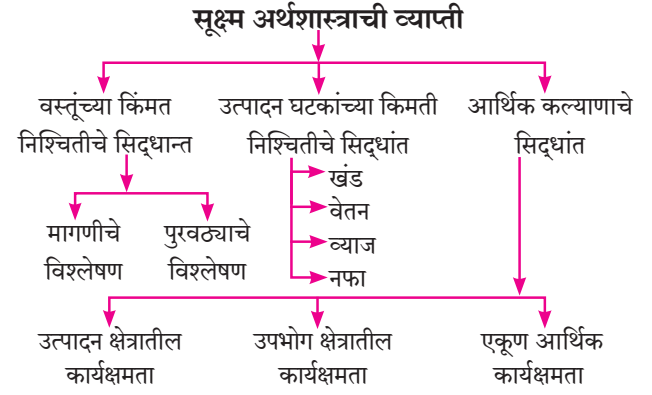 सूक्ष्म अर्थशास्त्राची व्याप्ती
वस्तूंच्या किंमत
निश्चितीचे सिद्धान्त
उत्पादन घटकांच्या किमती
निश्चितीचे सिद्धांत
आर्थिक कल्याणाचे
सिद्धांत
मागणीचे
विश्लेषण
पुरवठ्याचे
विश्लेषण
खंड
वेतन
व्याज
नफा
उत्पादन क्षेत्रातील
कार्यक्षमता
उपभोग क्षेत्रातील
कार्यक्षमता
एकूण आर्थिक
कार्यक्षमता